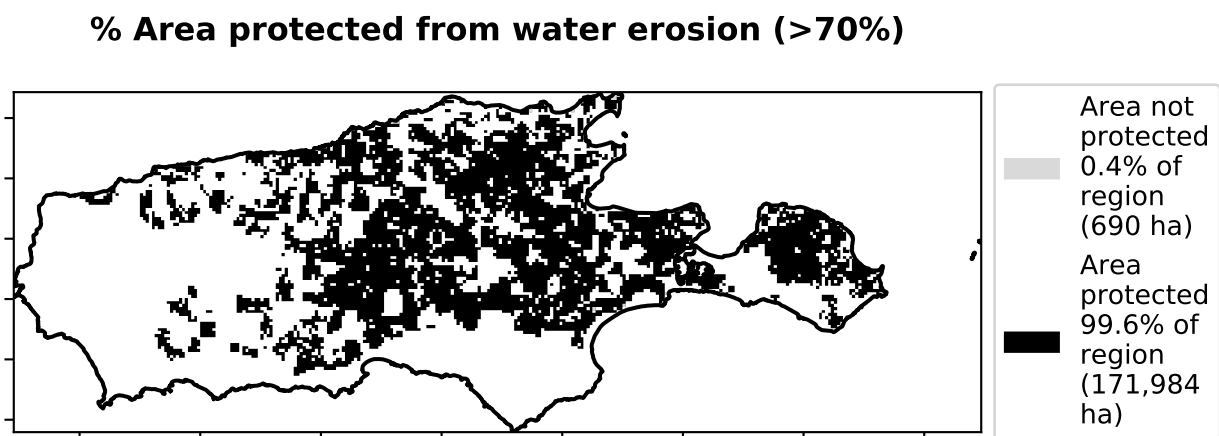 % Area protected from water erosion (>70%)
Area not
protected
0.4% of
region
(690 ha)
Area
protected
99.6% of
region
(171,984
ha)